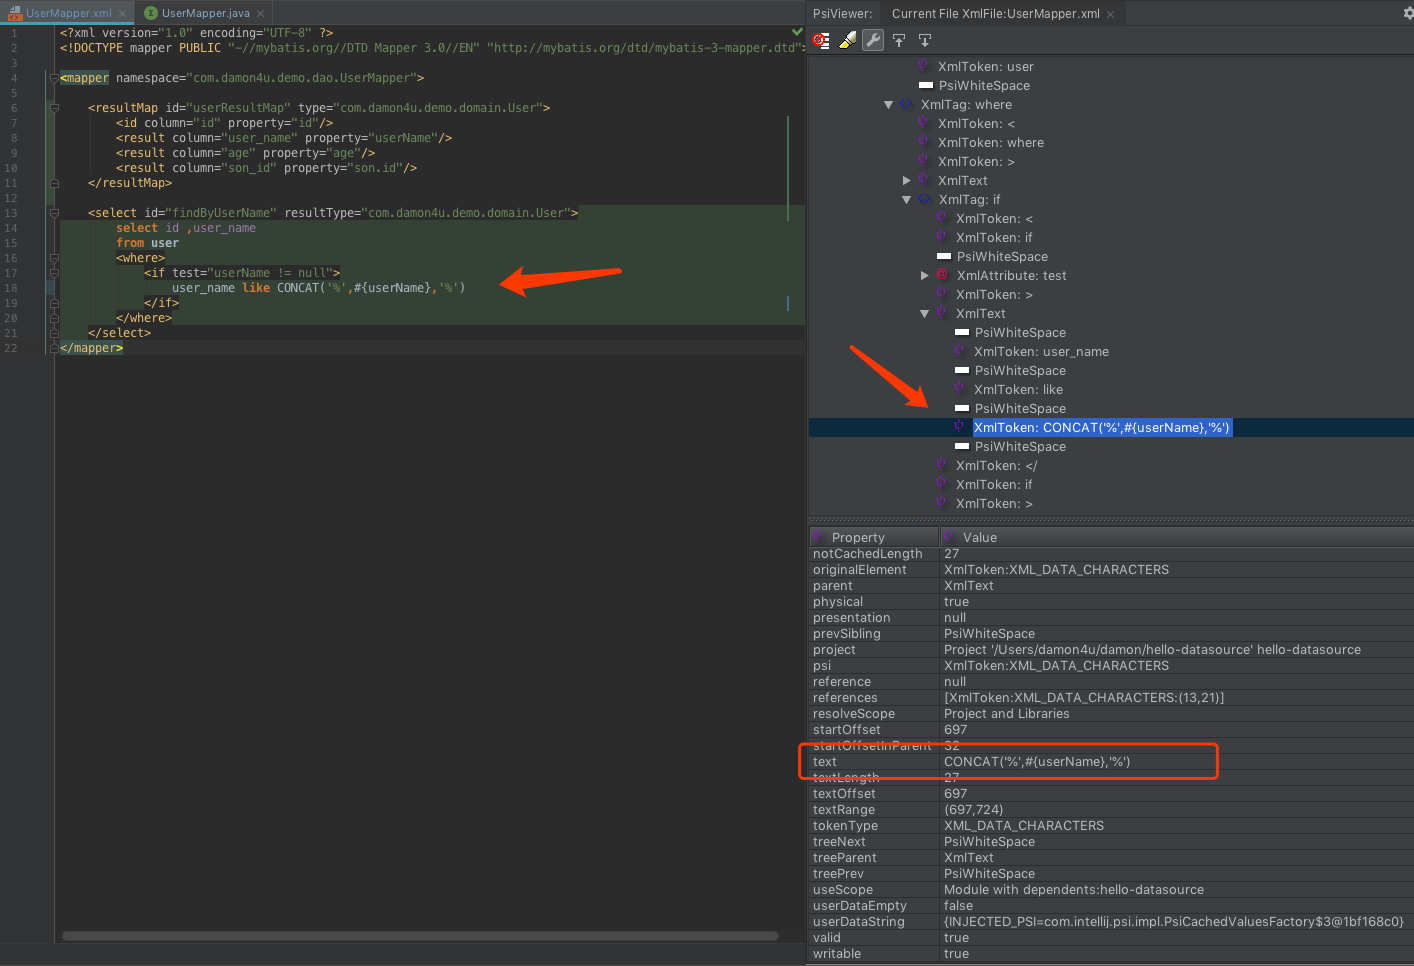 UserMapper.xml
UserMapper.java
1 <?xml version="1.0" encoding="UTF-8" ?>
2 <!DOCTYPE mapper PUBLIC "-//mybatis.org//DTD Mapper 3.0//EN" "http://mybatis.org/dtd/mybatis-3-mapper.dtd">
3
4 <mapper namespace="com.damon4u.demo.dao.UserMapper">
5
6 <resultMap id="userResultMap" type="com.damon4u.demo.domain.User">
7 <id column="id" property="id"/>
8 <result column="user_name" property="userName"/>
9 <result column="age" property="age"/>
10 <result column="son_id" property="son.id"/>
11 </resultMap>
12
13 <select id="findByUserName" resultType="com.damon4u.demo.domain.User">
14 select id ,user_name
15 from user
16 <where>
17 <if test="userName != null">
18 user_name like CONCAT('%',#{userName},'%')
19 </if>
20 </where>
21 </select>
22 </mapper>
PsiViewer:
Current File XmlFile:UserMapper.xml
XmlToken: user
PsiWhiteSpace
XmlTag: where
XmlToken: <
XmlToken: where
XmlToken: >
XmlText
XmlTag: if
XmlToken: <
XmlToken: if
PsiWhiteSpace
XmlAttribute: test
XmlToken: >
XmlText
PsiWhiteSpace
XmlToken: user_name
PsiWhiteSpace
XmlToken: like
PsiWhiteSpace
XmlToken: CONCAT('%',#{userName},'%')
PsiWhiteSpace
XmlToken: </
XmlToken: if
XmlToken: >
Property Value
notCachedLength 27
originalElement XmlToken:XML_DATA_CHARACTERS
parent XmlText
physical true
presentation null
prevSibling PsiWhiteSpace
project Project '/Users/damon4u/damon/hello-datasource' hello-datasource
psi XmlToken:XML_DATA_CHARACTERS
reference null
references [XmlToken:XML_DATA_CHARACTERS:(13,21)]
resolveScope Project and Libraries
startOffset 697
startOffsetInParent 32
text CONCAT('%',#{userName},'%')
textLength 27
textOffset 697
textRange (697,724)
tokenType XML_DATA_CHARACTERS
treeNext PsiWhiteSpace
treeParent XmlText
treePrev PsiWhiteSpace
useScope Module with dependents:hello-datasource
userDataEmpty false
userDataString {INJECTED_PSI=com.intellij.psi.impl.PsiCachedValuesFactory$3@1bf168c0}
valid true
writable true